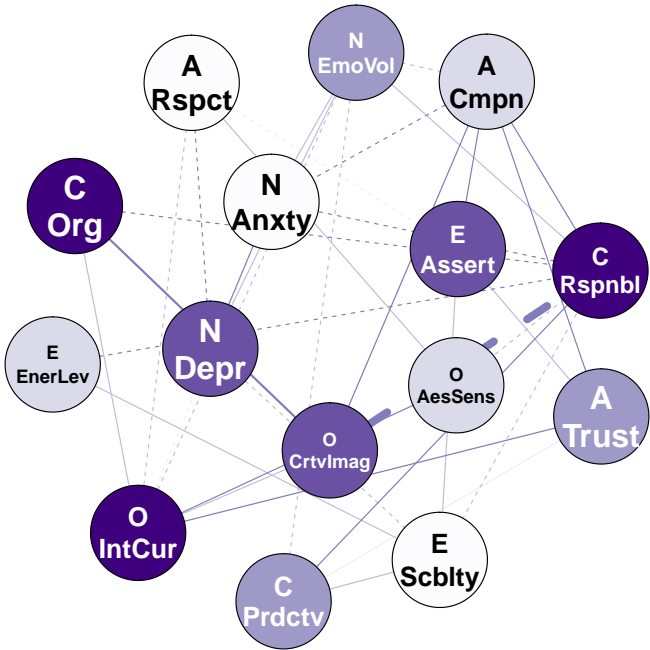 N
EmoVol
A
Rspct
A
Cmpn
C
Org
N
Anxty
E
Assert
C
Rspnbl
E
EnerLev
N
Depr
O
AesSens
A
Trust
O
CrtvImag
O
IntCur
E
Scblty
C
Prdctv